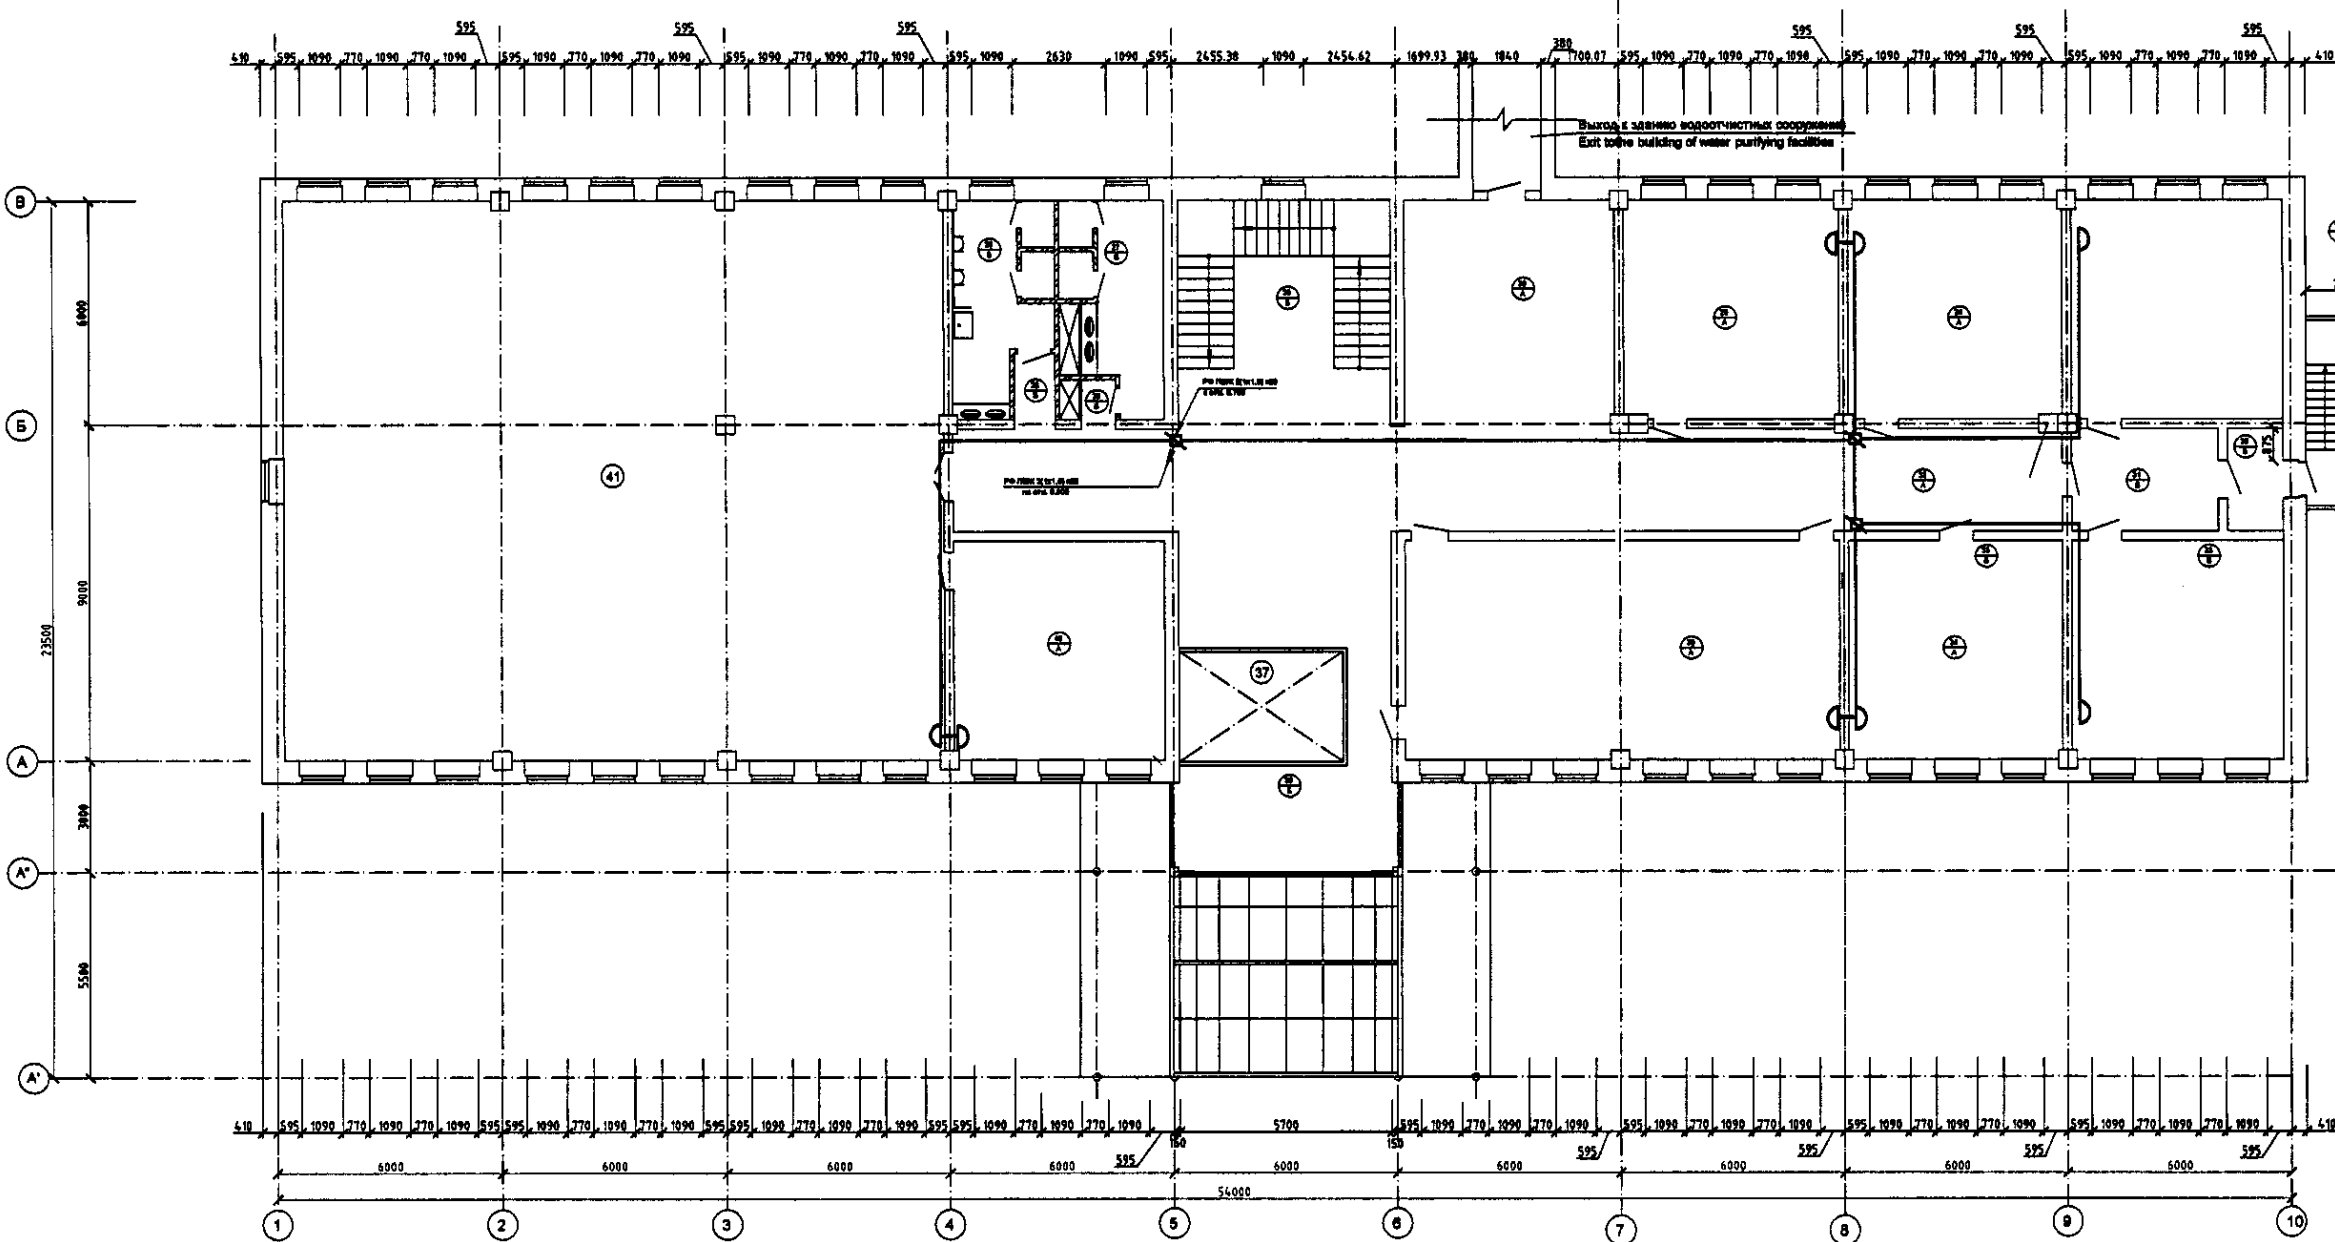 595 595 595 595 595 595
410 595 1090 770 1090 770 1090 595 1090 770 1090 770 1090 595 1090 770 1090 770 1090 595 1090 2630 1090 595 2455.38 1090 2454.62 1699.93 380 1840 380 1700.07 595 1090 770 1090 770 1090 595 1090 770 1090 770 1090 595 1090 770 1090 770 1090 410
Выход к зданию водоотчистных сооружений
Exit to the building of water purifying facilities
В
6000
Б
41
875
9000
23500
37
А
3000
А"
5500
А'
410 595 1090 770 1090 770 1090 595 595 1090 770 1090 770 1090 595 595 1090 770 1090 770 1090 595 595 1090 770 1090 770 1090 5700 595 1090 770 1090 770 1090 595 1090 770 1090 770 1090 595 1090 770 1090 770 1090 595 1090 770 1090 770 1090 410
595 150 150 595 595 595 595
6000 6000 6000 6000 6000 6000 6000 6000 6000
54000
1 2 3 4 5 6 7 8 9 10